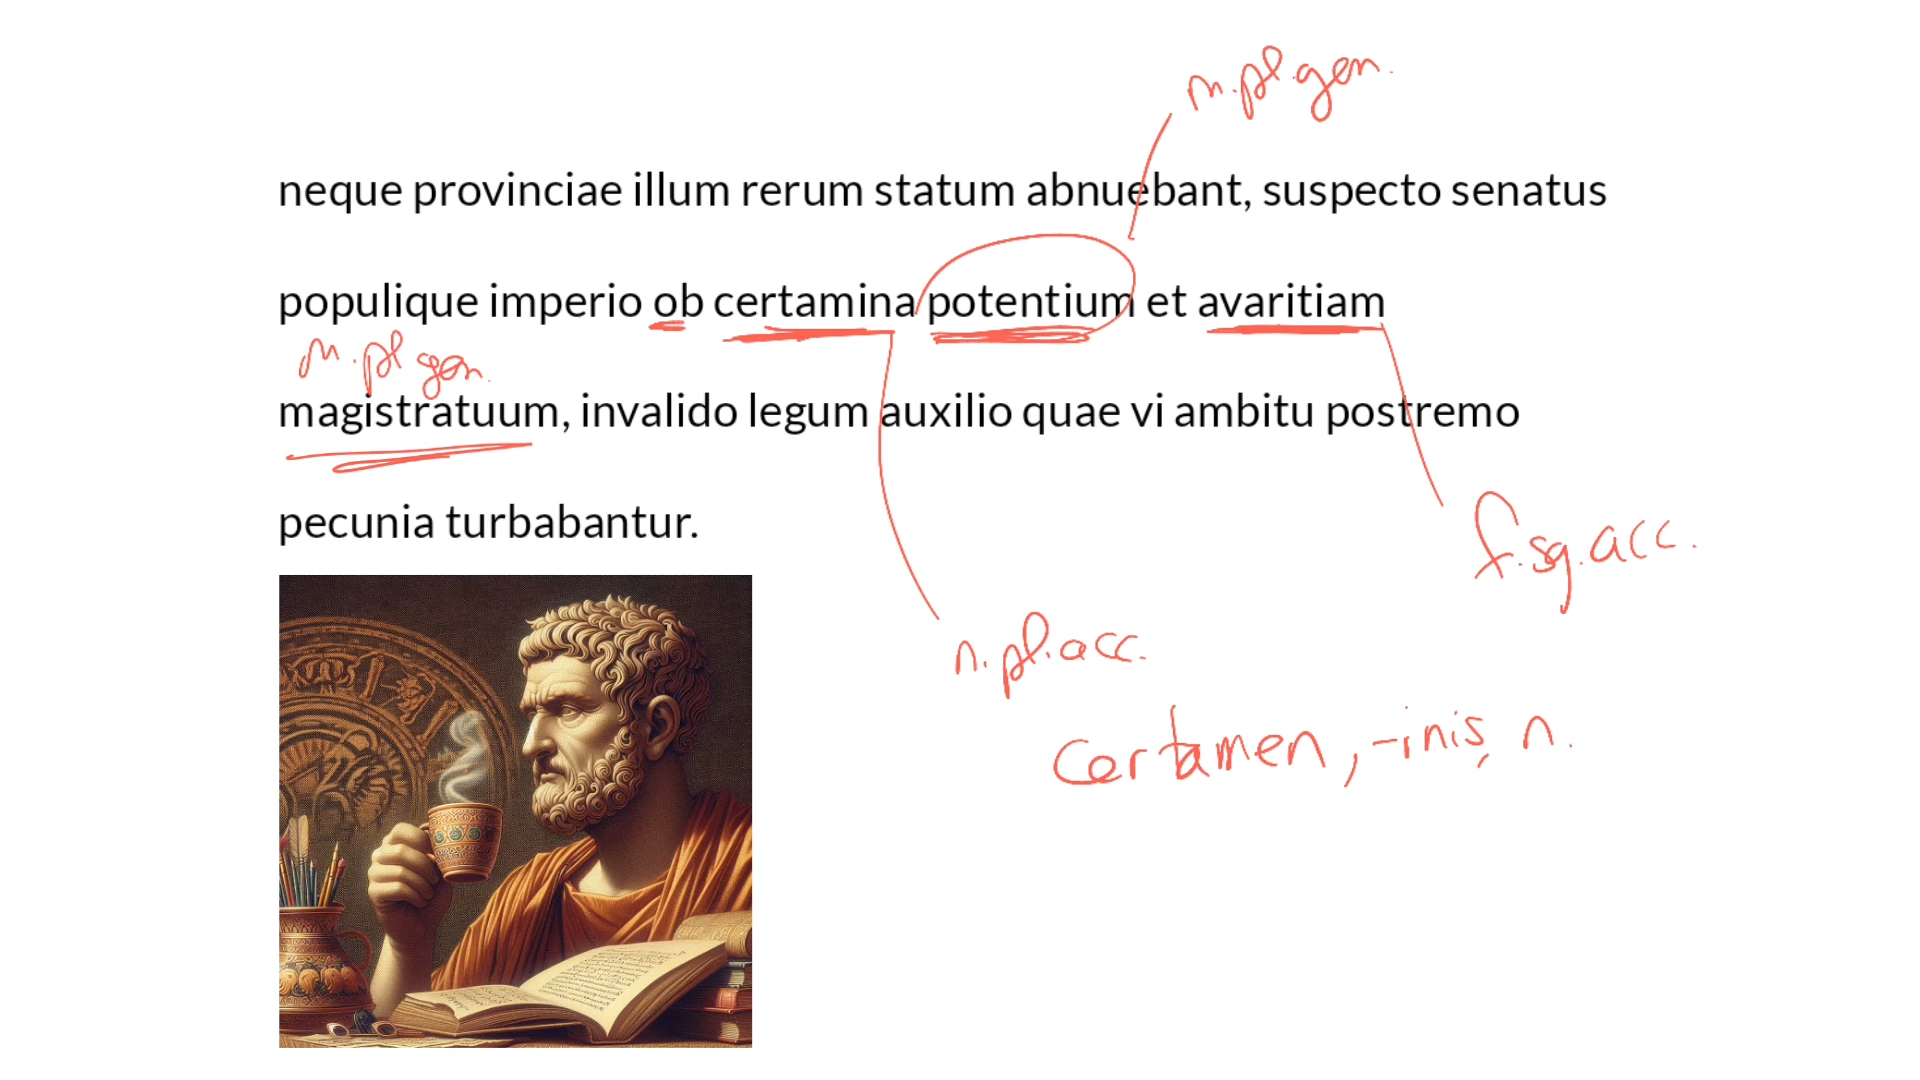 m.pl.gen.
neque provinciae illum rerum statum abnuebant, suspecto senatus
populique imperio ob certamina potentium et avaritiam
m.pl gen.
magistratuum, invalido legum auxilio quae vi ambitu postremo
pecunia turbabantur.
f.sg.acc.
n.pl.acc.
certamen, -inis, n.